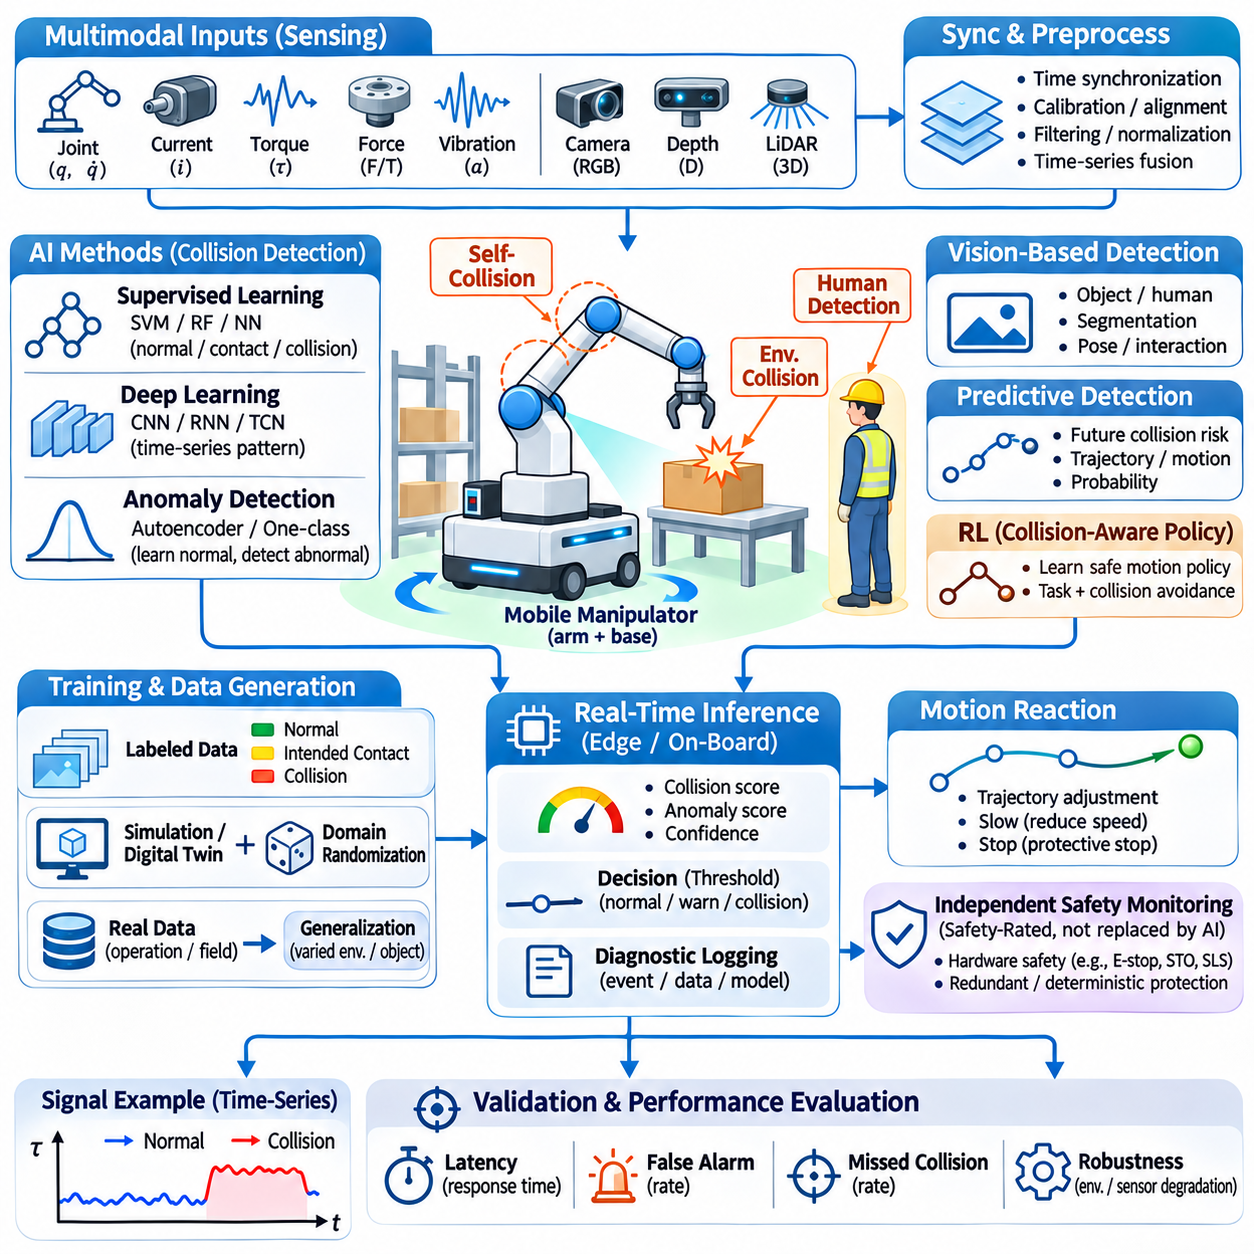 Multimodal Inputs (Sensing)
Joint
(q, q̇)
Current
(i)
Torque
(τ)
Force
(F/T)
Vibration
(a)
Camera
(RGB)
Depth
(D)
LiDAR
(3D)
Sync & Preprocess
• Time synchronization
• Calibration / alignment
• Filtering / normalization
• Time-series fusion
AI Methods (Collision Detection)
Supervised Learning
SVM / RF / NN
(normal / contact / collision)
Deep Learning
CNN / RNN / TCN
(time-series pattern)
Anomaly Detection
Autoencoder / One-class
(learn normal, detect abnormal)
Self-
Collision
Env.
Collision
Human
Detection
Mobile Manipulator
(arm + base)
Vision-Based Detection
• Object / human
• Segmentation
• Pose / interaction
Predictive Detection
• Future collision risk
• Trajectory / motion
• Probability
RL (Collision-Aware Policy)
• Learn safe motion policy
• Task + collision avoidance
Training & Data Generation
Labeled Data
Normal
Intended Contact
Collision
Simulation /
Digital Twin
+
Domain
Randomization
Real Data
(operation / field)
Generalization
(varied env. / object)
Real-Time Inference
(Edge / On-Board)
• Collision score
• Anomaly score
• Confidence
Decision (Threshold)
(normal / warn / collision)
Diagnostic Logging
(event / data / model)
Motion Reaction
• Trajectory adjustment
• Slow (reduce speed)
• Stop (protective stop)
Independent Safety Monitoring
(Safety-Rated, not replaced by AI)
• Hardware safety (e.g., E-stop, STO, SLS)
• Redundant / deterministic protection
Signal Example (Time-Series)
τ
Normal
Collision
t
Validation & Performance Evaluation
Latency
(response time)
False Alarm
(rate)
Missed Collision
(rate)
Robustness
(env. / sensor degradation)